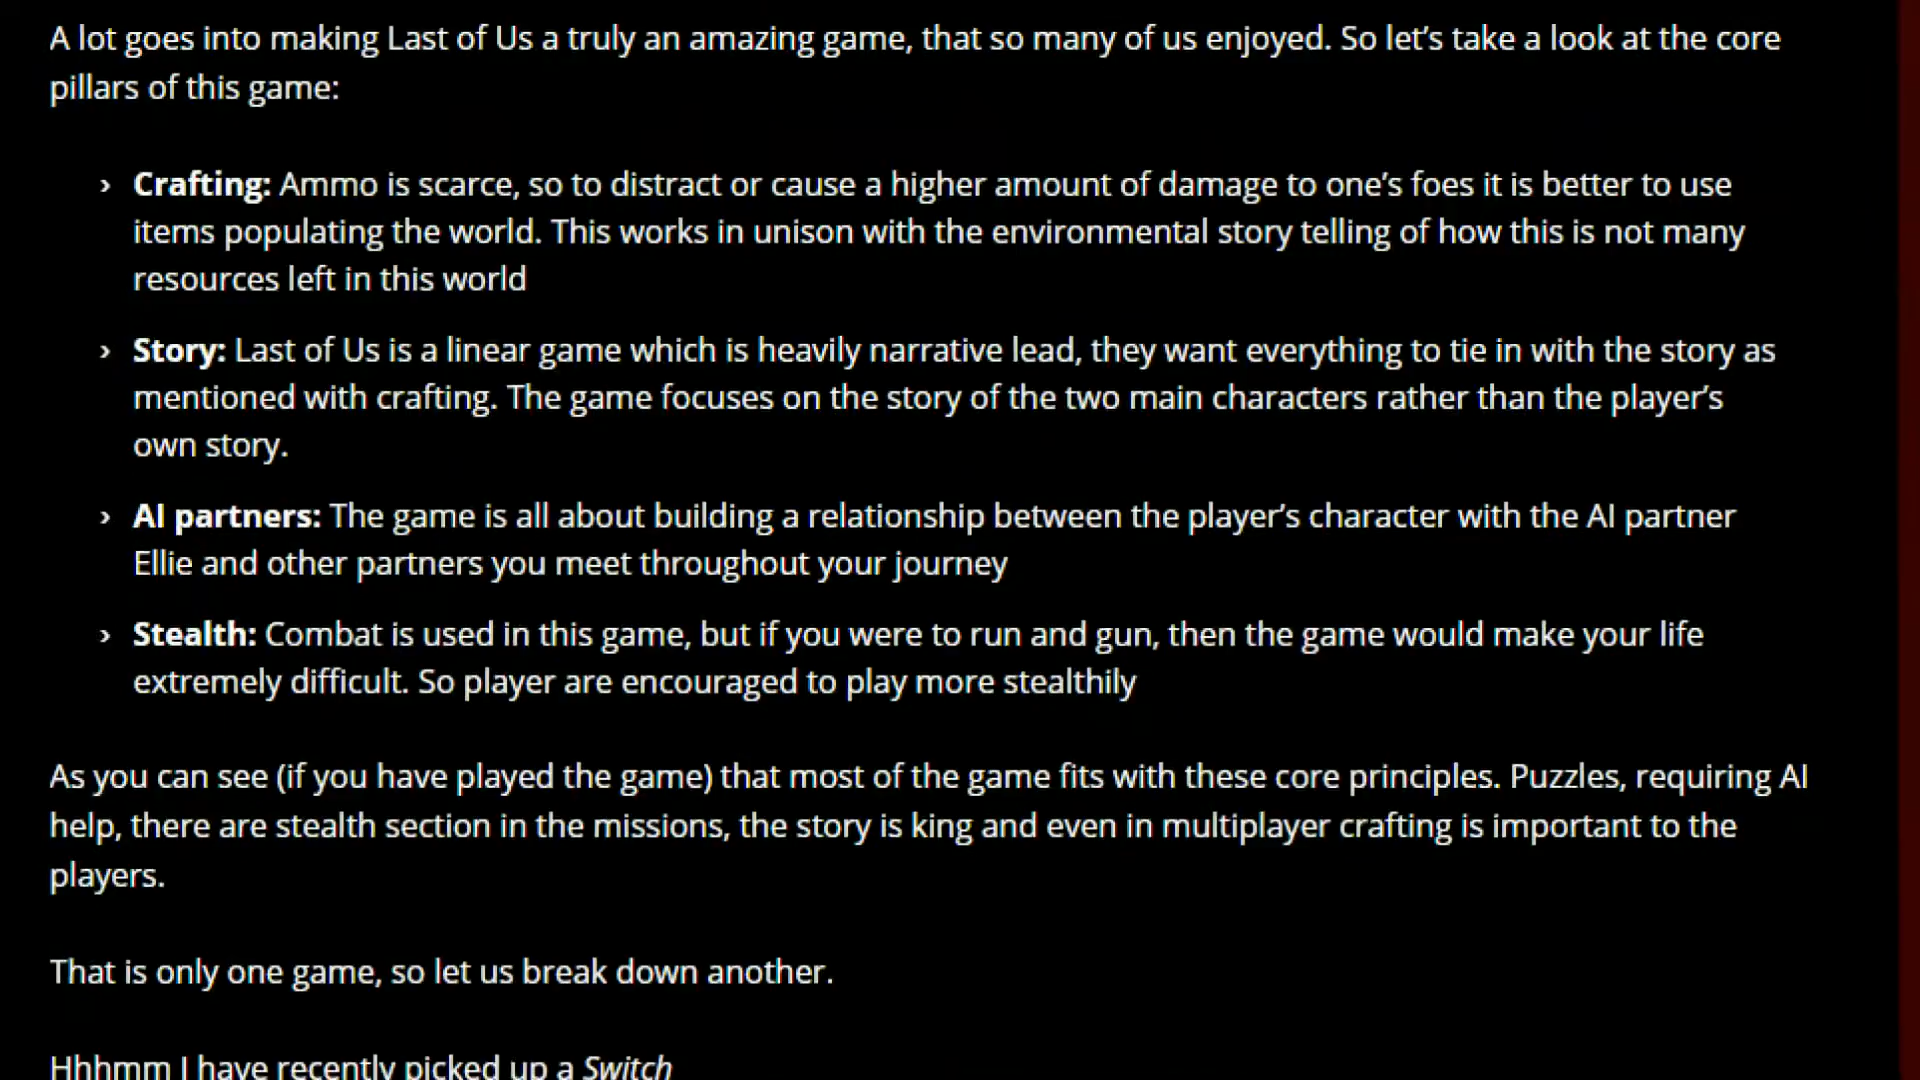 A lot goes into making Last of Us a truly an amazing game, that so many of us enjoyed. So let’s take a look at the core
pillars of this game:
› Crafting: Ammo is scarce, so to distract or cause a higher amount of damage to one’s foes it is better to use
items populating the world. This works in unison with the environmental story telling of how this is not many
resources left in this world
› Story: Last of Us is a linear game which is heavily narrative lead, they want everything to tie in with the story as
mentioned with crafting. The game focuses on the story of the two main characters rather than the player’s
own story.
› AI partners: The game is all about building a relationship between the player’s character with the AI partner
Ellie and other partners you meet throughout your journey
› Stealth: Combat is used in this game, but if you were to run and gun, then the game would make your life
extremely difficult. So player are encouraged to play more stealthily
As you can see (if you have played the game) that most of the game fits with these core principles. Puzzles, requiring AI
help, there are stealth section in the missions, the story is king and even in multiplayer crafting is important to the
players.
That is only one game, so let us break down another.
Hhhmm I have recently picked up a Switch